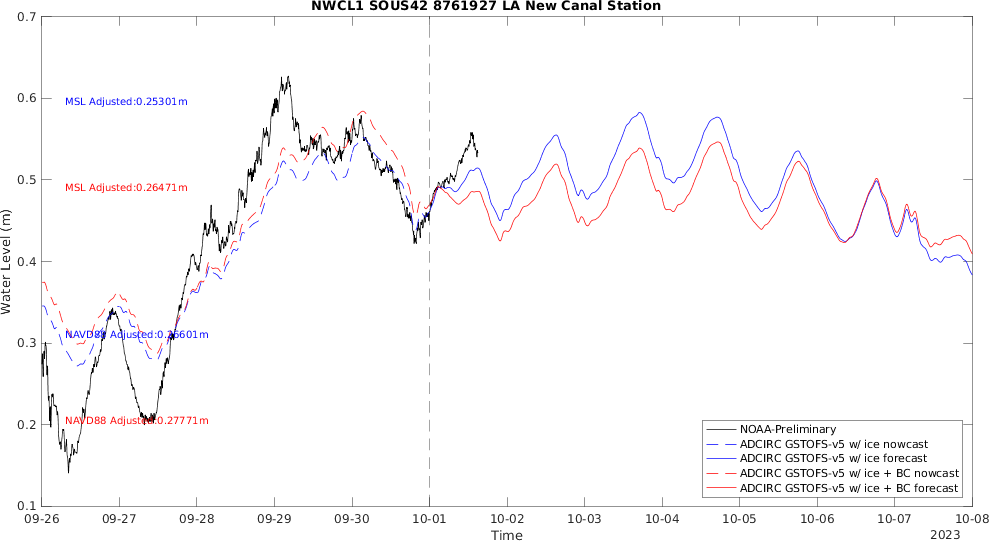 NWCL1 SOUS42 8761927 LA New Canal Station
Water Level (m)
0.7
0.6
0.5
0.4
0.3
0.2
0.1
MSL Adjusted:0.25301m
MSL Adjusted:0.26471m
NAVD88 Adjusted:0.26601m
NAVD88 Adjusted:0.27771m
NOAA-Preliminary
ADCIRC GSTOFS-v5 w/ ice nowcast
ADCIRC GSTOFS-v5 w/ ice forecast
ADCIRC GSTOFS-v5 w/ ice + BC nowcast
ADCIRC GSTOFS-v5 w/ ice + BC forecast
09-26 09-27 09-28 09-29 09-30 10-01 10-02 10-03 10-04 10-05 10-06 10-07 10-08
Time
2023